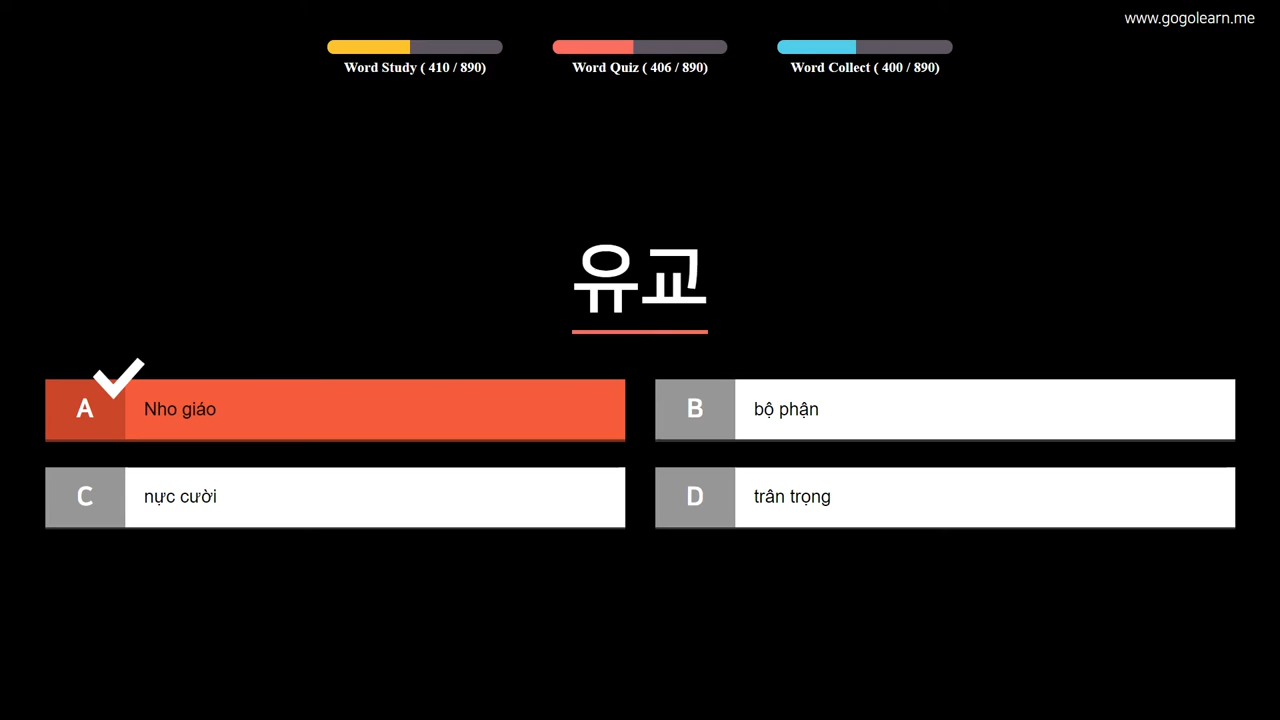 www.gogolearn.me
Word Study ( 410 / 890)
Word Quiz ( 406 / 890)
Word Collect ( 400 / 890)
유교
A Nho giáo
B bộ phận
C nực cười
D trân trọng